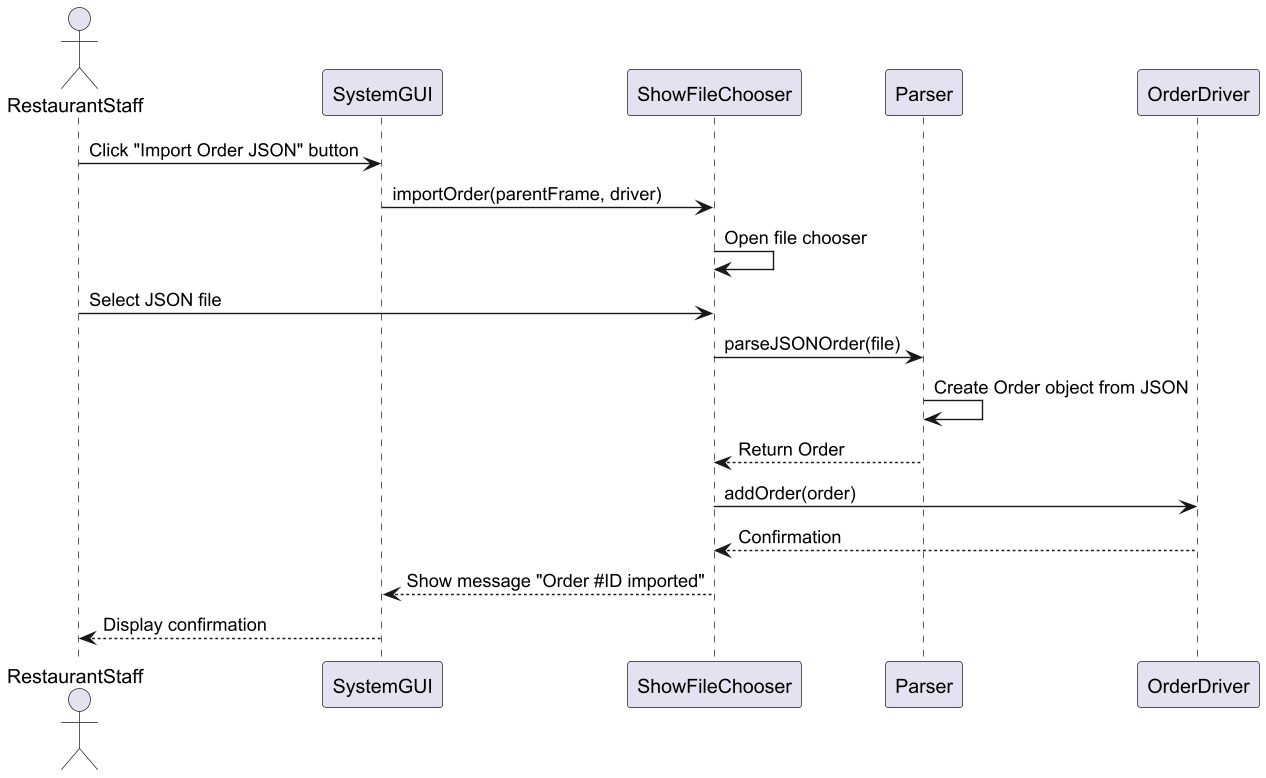 RestaurantStaff
SystemGUI
ShowFileChooser
Parser
OrderDriver
Click "Import Order JSON" button
importOrder(parentFrame, driver)
Open file chooser
Select JSON file
parseJSONOrder(file)
Create Order object from JSON
Return Order
addOrder(order)
Confirmation
Show message "Order #ID imported"
Display confirmation
RestaurantStaff
SystemGUI
ShowFileChooser
Parser
OrderDriver